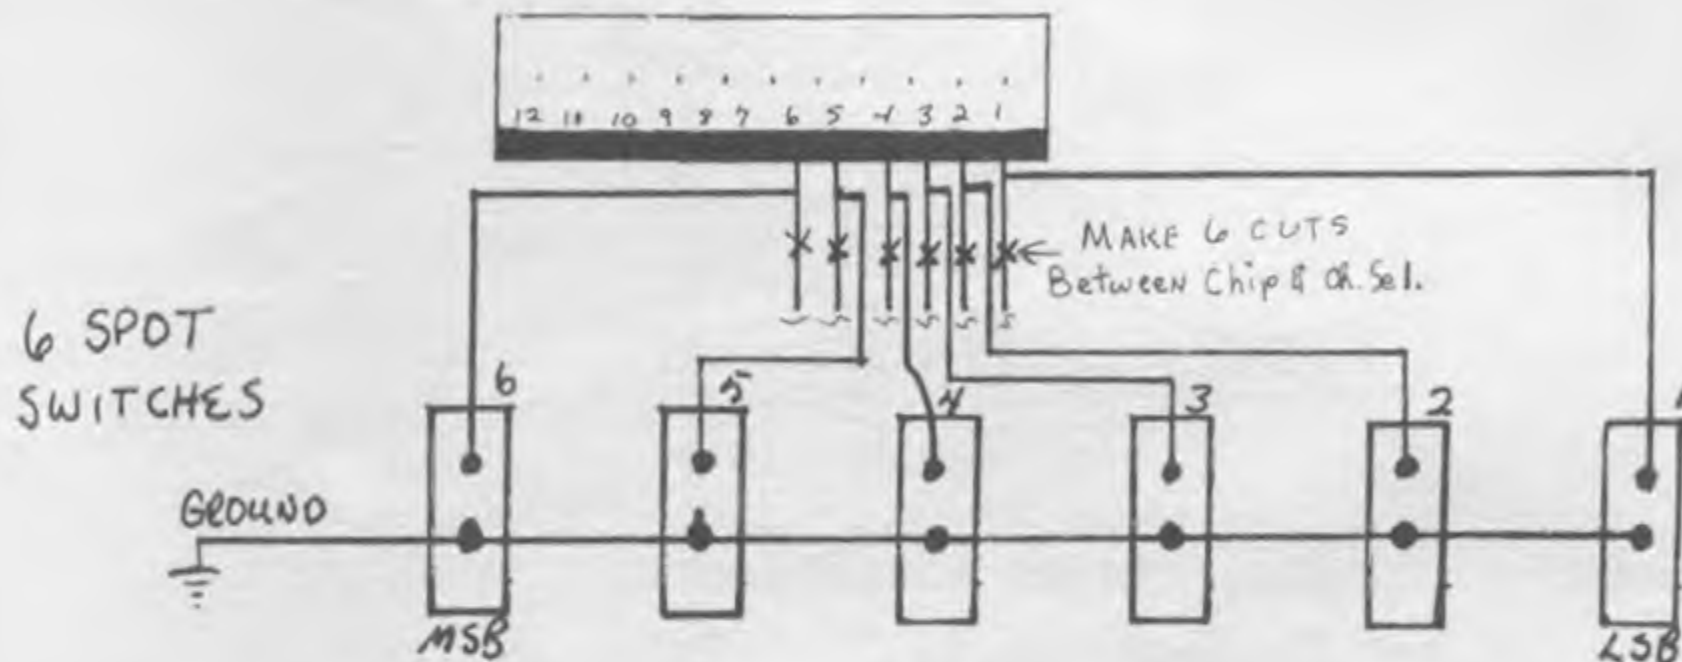 12 11 10 9 8 7 6 5 4 3 2 1
MAKE 6 CUTS
Between Chip & Ch. Sel.
6 SPOT
SWITCHES
6 5 4 3 2 1
GROUND
MSB LSB